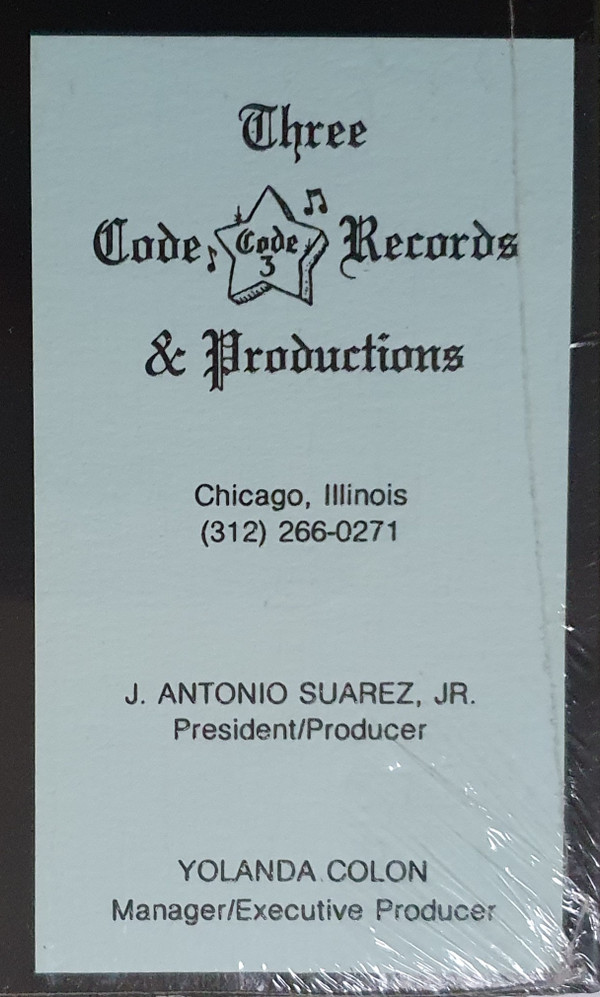 Three
Code Code 3 Records
& Productions
Chicago, Illinois
(312) 266-0271
J. ANTONIO SUAREZ, JR.
President/Producer
YOLANDA COLON
Manager/Executive Producer